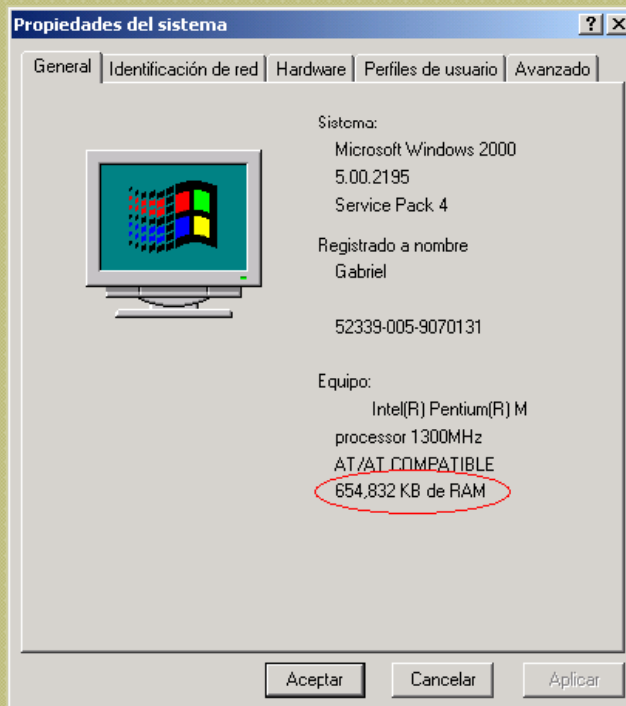 Propiedades del sistema
General
Identificación de red
Hardware
Perfiles de usuario
Avanzado
Sistema:
Microsoft Windows 2000
5.00.2195
Service Pack 4
Registrado a nombre
Gabriel
52339-005-9070131
Equipo:
Intel(R) Pentium(R) M
processor 1300MHz
AT/AT COMPATIBLE
654,832 KB de RAM
Aceptar
Cancelar
Aplicar